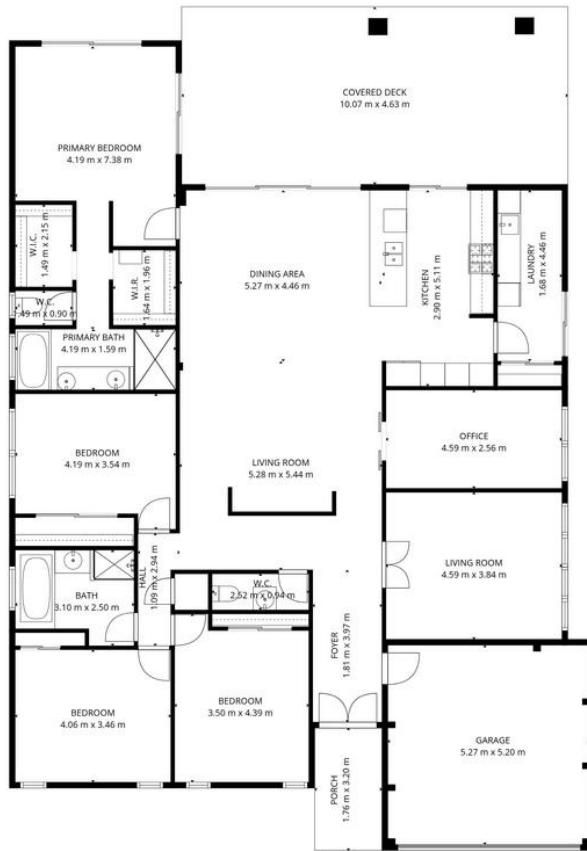 COVERED DECK
10.07 m x 4.63 m
PRIMARY BEDROOM
4.19 m x 7.38 m
W.I.C.
1.49 m x 2.15 m
W.I.R.
1.64 m x 1.96 m
W.C.
1.49 m x 0.90 m
PRIMARY BATH
4.19 m x 1.59 m
DINING AREA
5.27 m x 4.46 m
KITCHEN
2.90 m x 5.11 m
LAUNDRY
1.68 m x 4.46 m
BEDROOM
4.19 m x 3.54 m
LIVING ROOM
5.28 m x 5.44 m
OFFICE
4.59 m x 2.56 m
LIVING ROOM
4.59 m x 3.84 m
HALL
1.09 m x 2.94 m
BATH
3.10 m x 2.50 m
W.C.
2.52 m x 0.94 m
FOYER
1.81 m x 3.97 m
BEDROOM
4.06 m x 3.46 m
BEDROOM
3.50 m x 4.39 m
GARAGE
5.27 m x 5.20 m
PORCH
1.76 m x 3.20 m